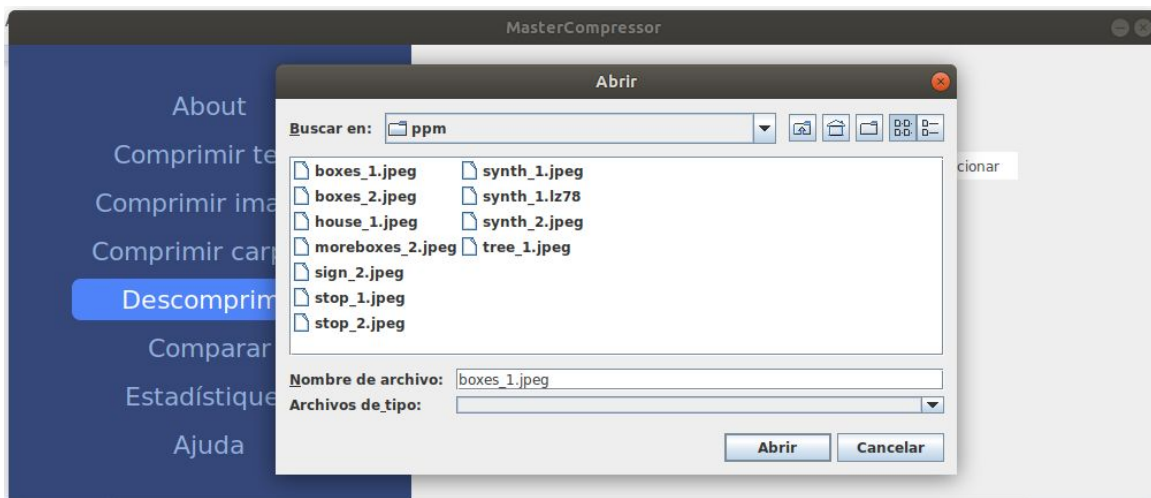 MasterCompressor
Abrir
About
Comprimir te
Comprimir ima
Comprimir car
Descomprim
Comparar
Estadístique
Ajuda
Buscar en: ppm
boxes_1.jpeg synth_1.jpeg
boxes_2.jpeg synth_1.lz78
house_1.jpeg synth_2.jpeg
moreboxes_2.jpeg tree_1.jpeg
sign_2.jpeg
stop_1.jpeg
stop_2.jpeg
Nombre de archivo: boxes_1.jpeg
Archivos de tipo:
Abrir Cancelar
cionar